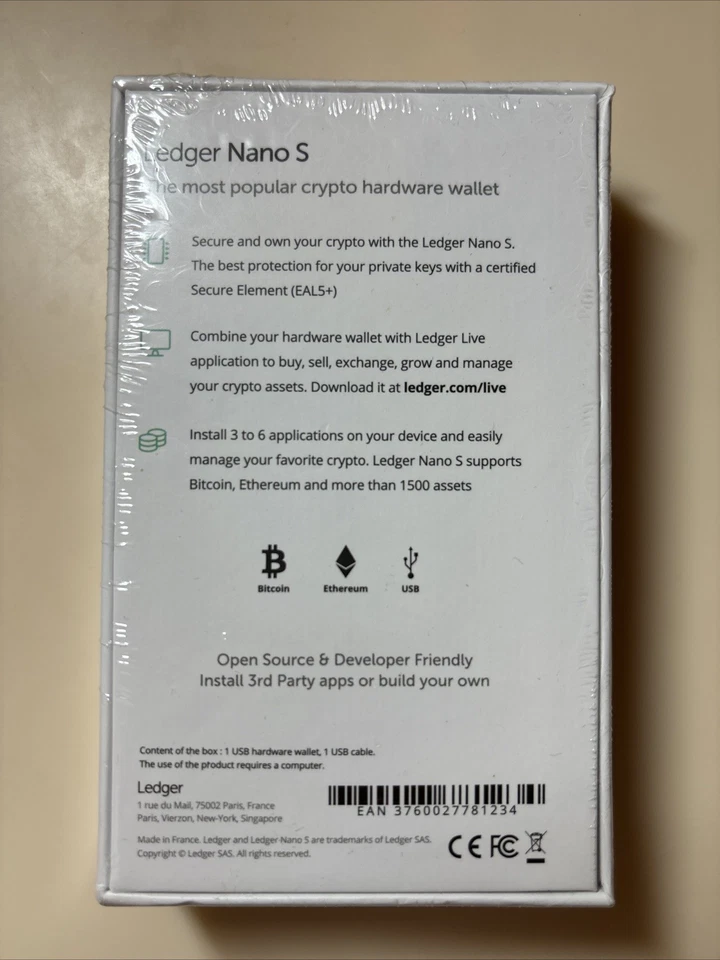 Ledger Nano S
The most popular crypto hardware wallet
Secure and own your crypto with the Ledger Nano S.
The best protection for your private keys with a certified
Secure Element (EAL5+)
Combine your hardware wallet with Ledger Live
application to buy, sell, exchange, grow and manage
your crypto assets. Download it at ledger.com/live
Install 3 to 6 applications on your device and easily
manage your favorite crypto. Ledger Nano S supports
Bitcoin, Ethereum and more than 1500 assets
Bitcoin Ethereum USB
Open Source & Developer Friendly
Install 3rd Party apps or build your own
Content of the box : 1 USB hardware wallet, 1 USB cable.
The use of the product requires a computer.
Ledger
1 rue du Mail, 75002 Paris, France
Paris, Vierzon, New-York, Singapore
EAN 3760027781234
Made in France. Ledger and Ledger Nano S are trademarks of Ledger SAS.
Copyright © Ledger SAS. All rights reserved.
CE FC